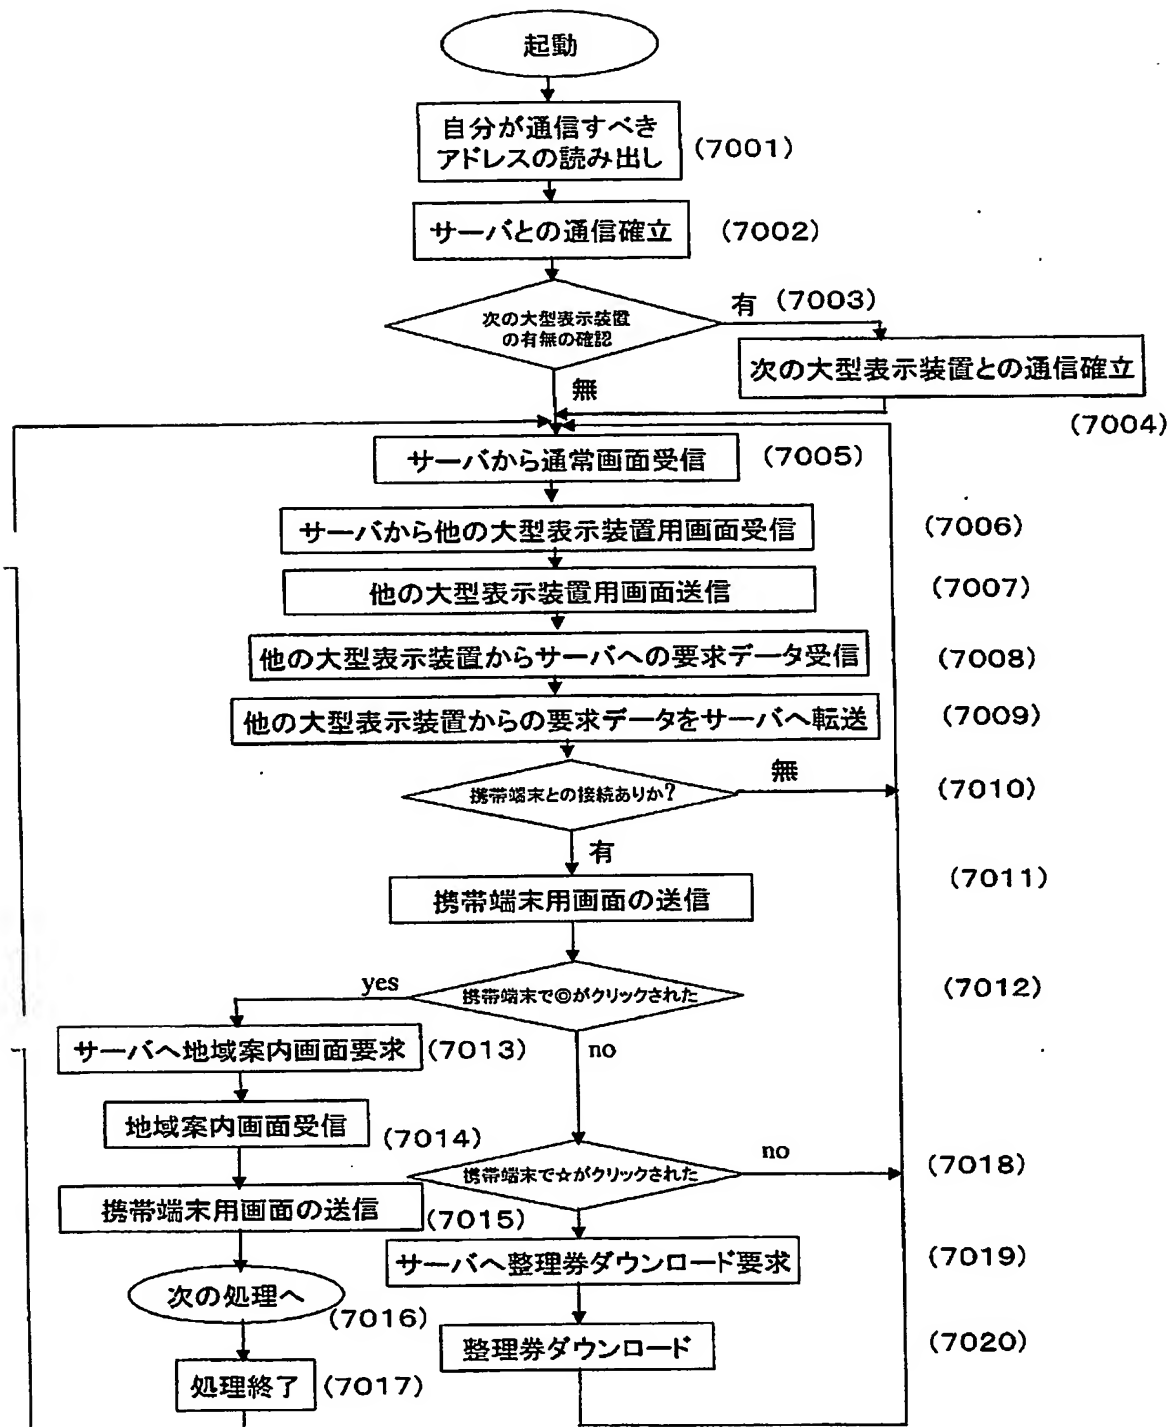 起動
自分が通信すべき
アドレスの読み出し
(7001)
サーバとの通信確立
(7002)
次の大型表示装置
の有無の確認
有
(7003)
無
次の大型表示装置との通信確立
(7004)
サーバから通常画面受信
(7005)
サーバから他の大型表示装置用画面受信
(7006)
他の大型表示装置用画面送信
(7007)
他の大型表示装置からサーバへの要求データ受信
(7008)
他の大型表示装置からの要求データをサーバへ転送
(7009)
携帯端末との接続ありか?
無
(7010)
有
携帯端末用画面の送信
(7011)
yes
携帯端末で◎がクリックされた
(7012)
no
サーバへ地域案内画面要求
(7013)
地域案内画面受信
(7014)
携帯端末用画面の送信
(7015)
次の処理へ
(7016)
処理終了
(7017)
携帯端末で☆がクリックされた
no
(7018)
サーバへ整理券ダウンロード要求
(7019)
整理券ダウンロード
(7020)